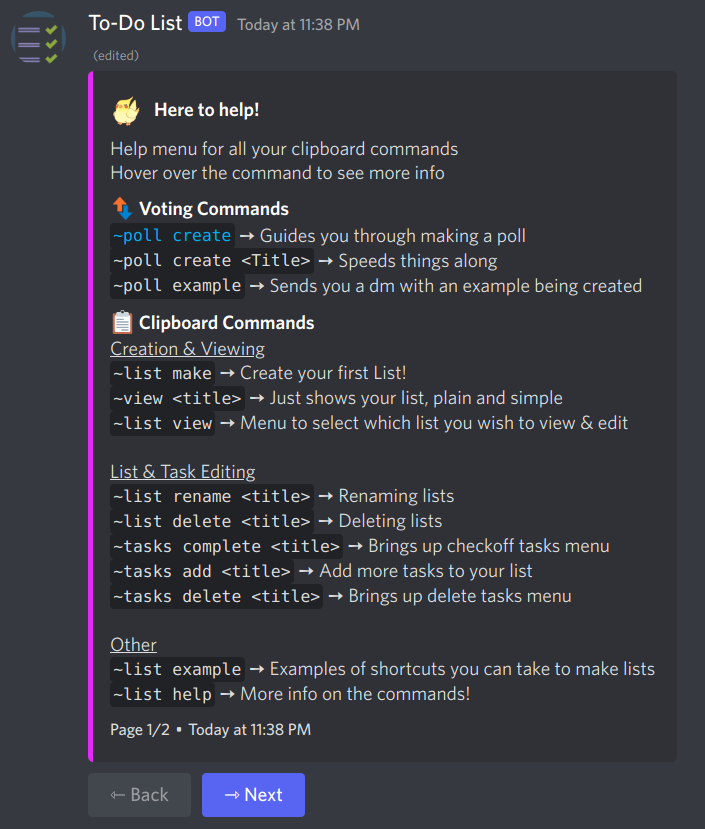 To-Do List BOT Today at 11:38 PM
(edited)
Here to help!
Help menu for all your clipboard commands
Hover over the command to see more info
Voting Commands
~poll create → Guides you through making a poll
~poll create <Title> → Speeds things along
~poll example → Sends you a dm with an example being created
Clipboard Commands
Creation & Viewing
~list make → Create your first List!
~view <title> → Just shows your list, plain and simple
~list view → Menu to select which list you wish to view & edit
List & Task Editing
~list rename <title> → Renaming lists
~list delete <title> → Deleting lists
~tasks complete <title> → Brings up checkoff tasks menu
~tasks add <title> → Add more tasks to your list
~tasks delete <title> → Brings up delete tasks menu
Other
~list example → Examples of shortcuts you can take to make lists
~list help → More info on the commands!
Page 1/2 • Today at 11:38 PM
⇽ Back ⇾ Next